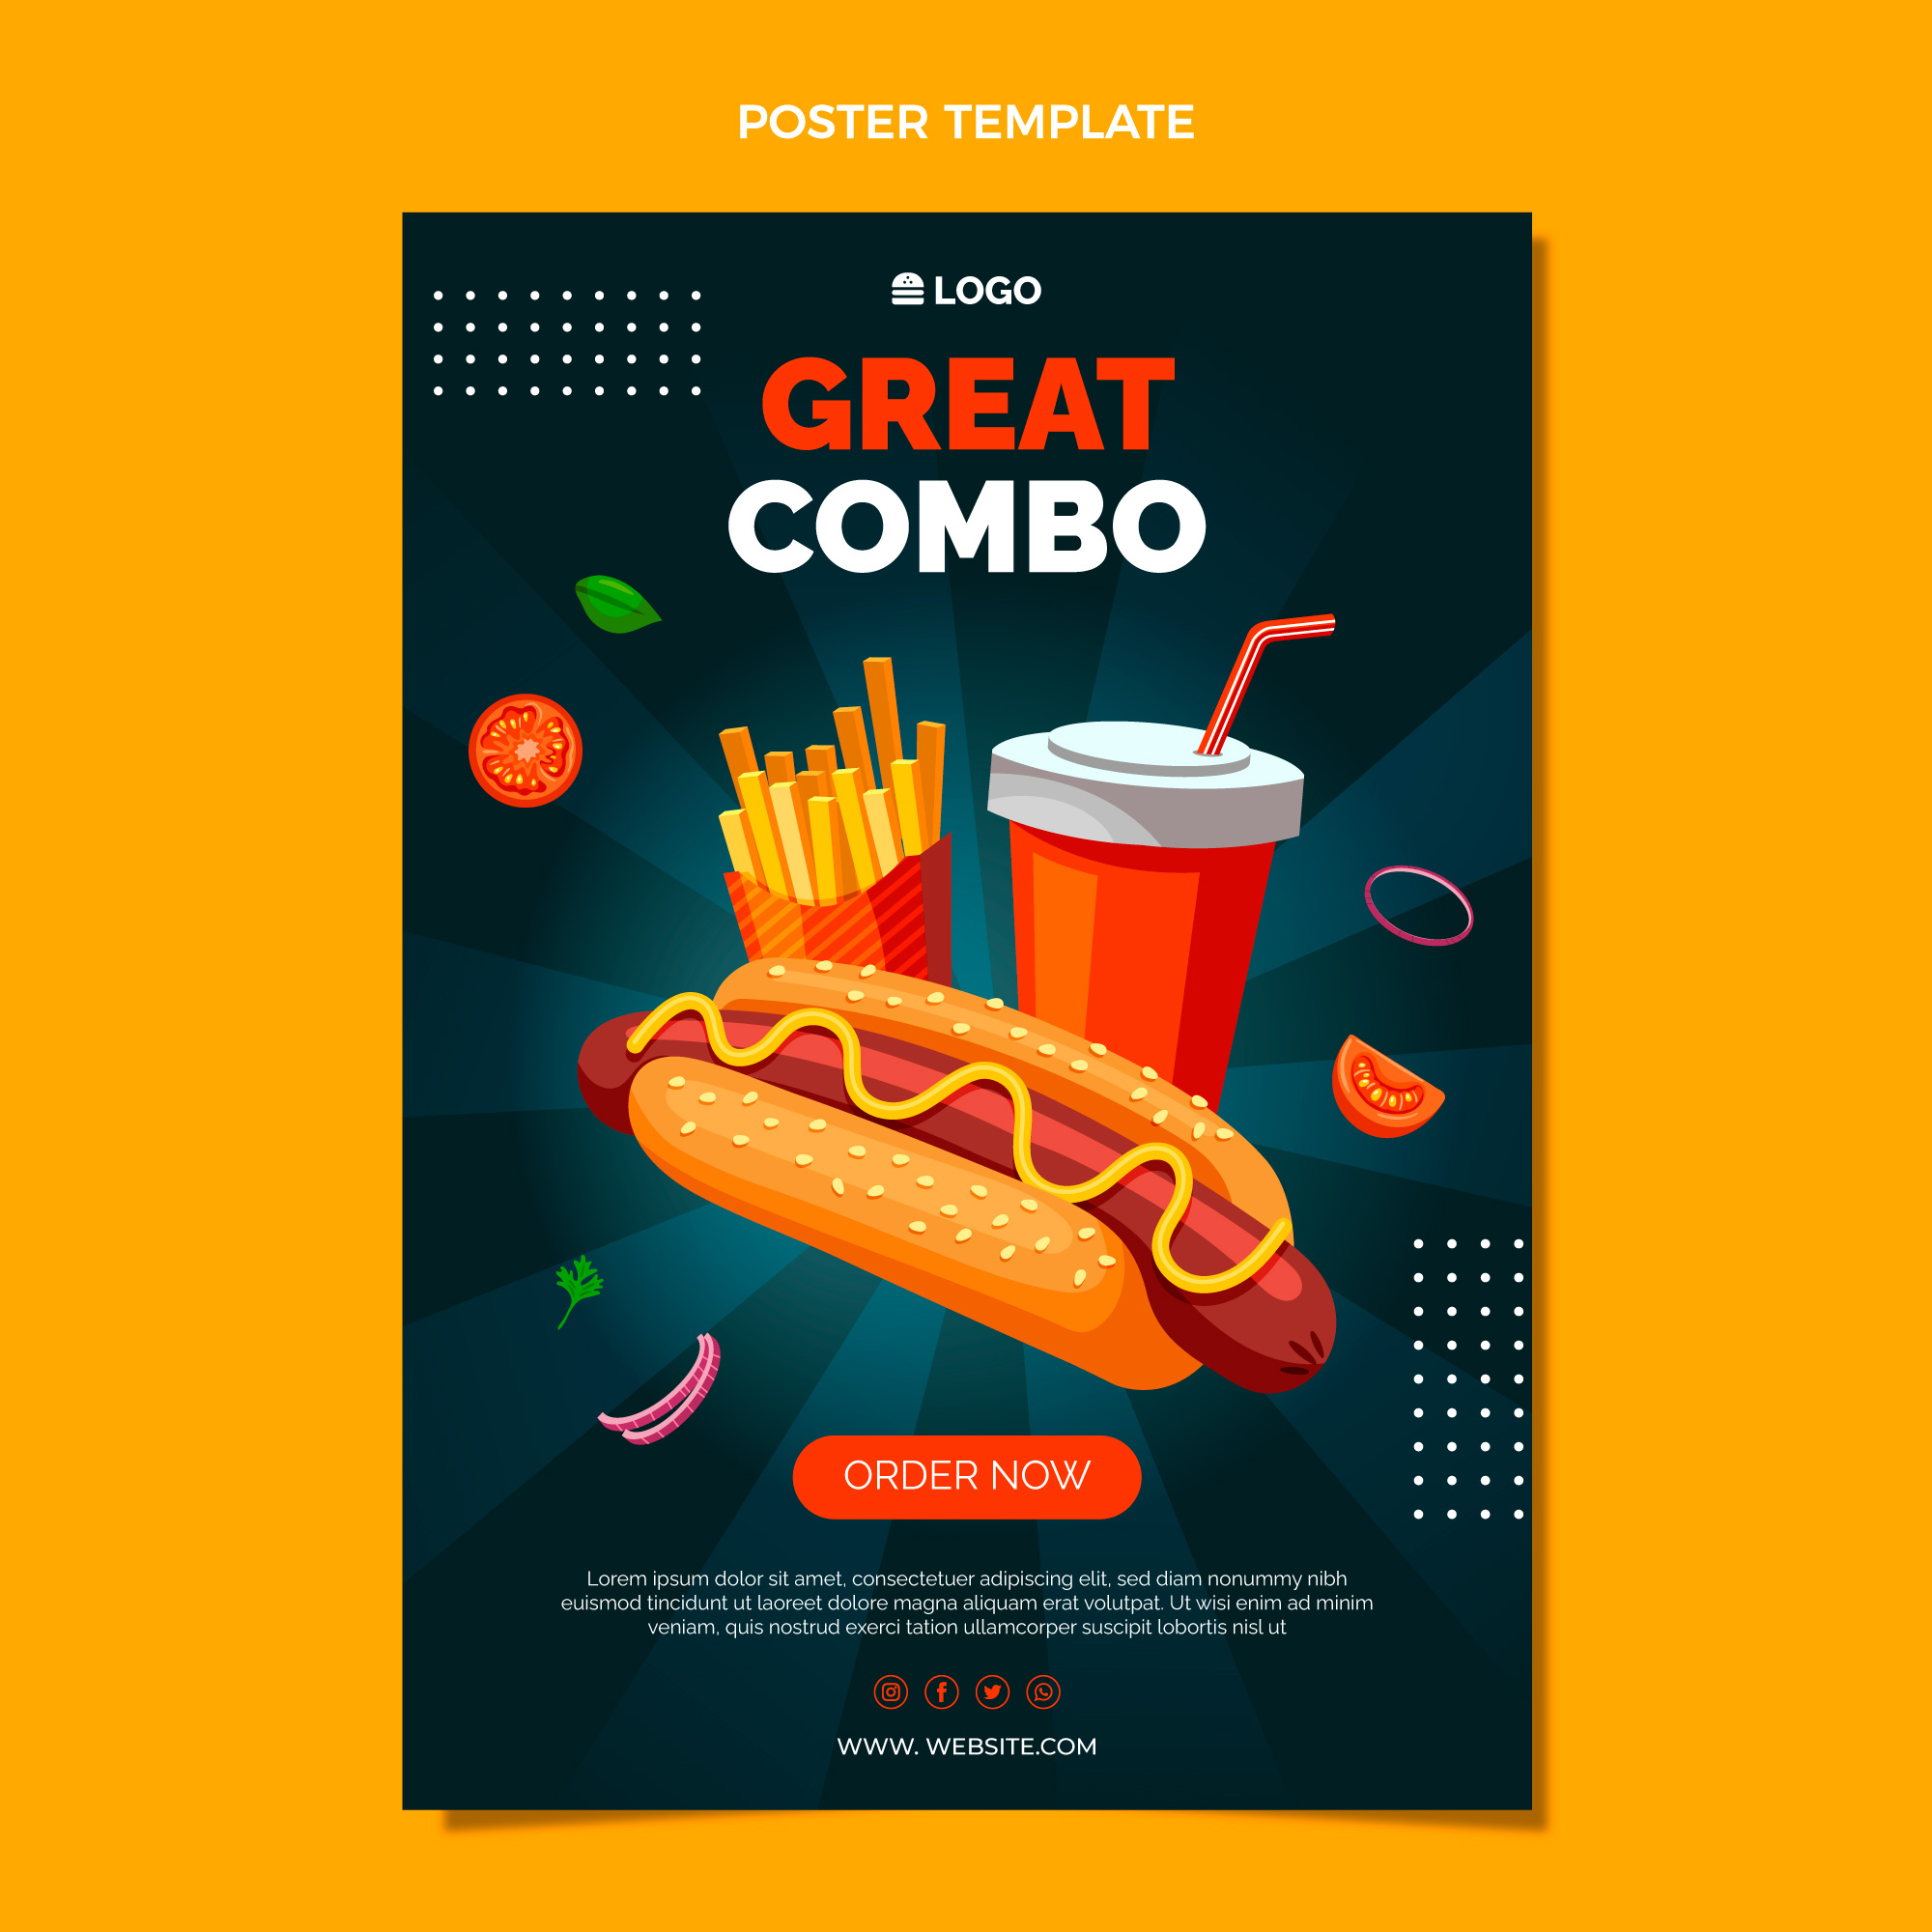 POSTER TEMPLATE
LOGO
GREAT
COMBO
ORDER NOW
Lorem ipsum dolor sit amet, consectetuer adipiscing elit, sed diam nonummy nibh
euismod tincidunt ut laoreet dolore magna aliquam erat volutpat. Ut wisi enim ad minim
veniam, quis nostrud exerci tation ullamcorper suscipit lobortis nisl ut
WWW. WEBSITE.COM